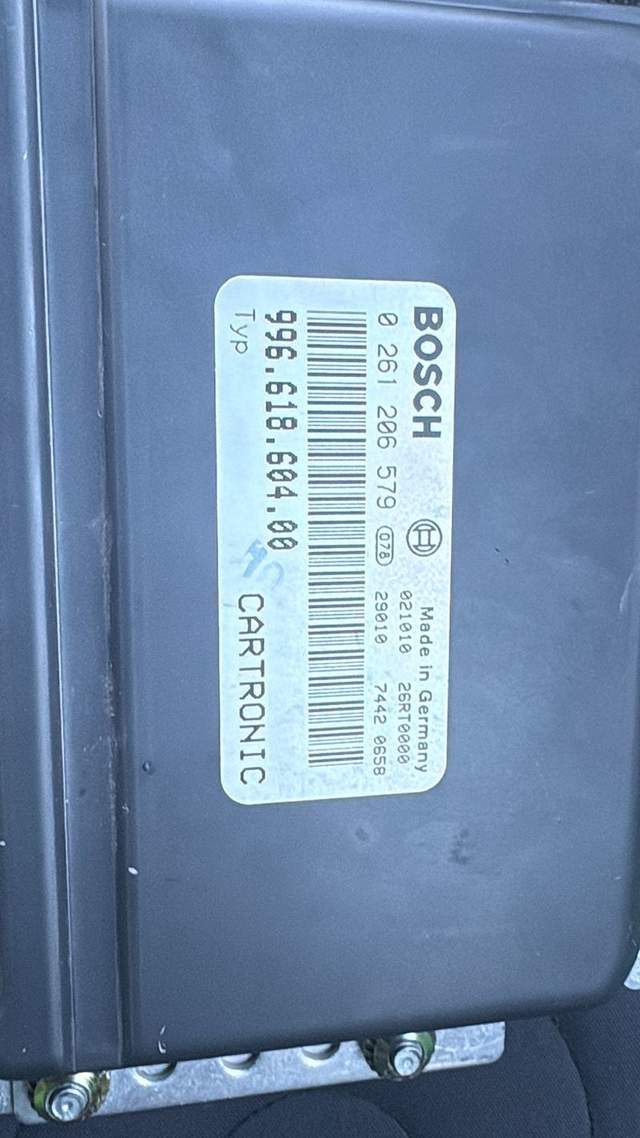 BOSCH
Made in Germany
0 261 206 579 078
021010 26RT0000
29010 7442 0658
996.618.604.00
Typ
CARTRONIC